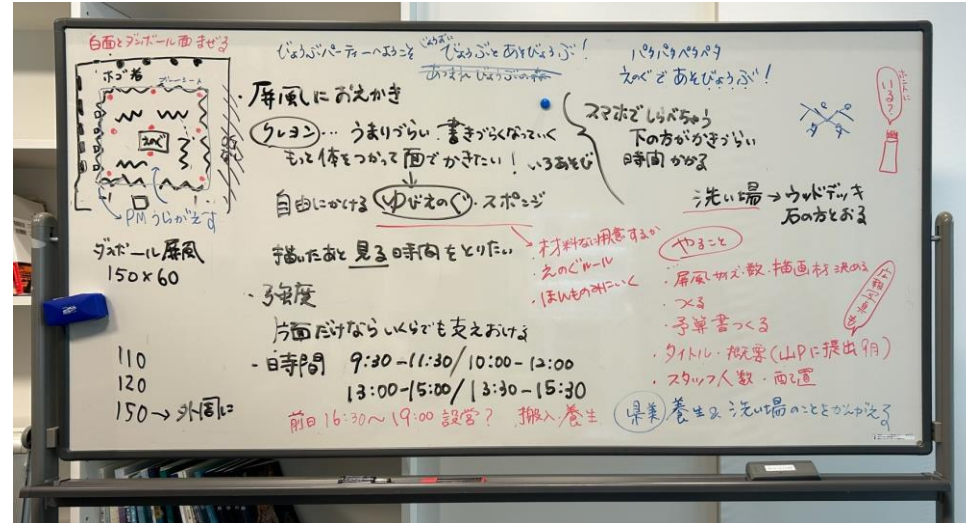 白面とダンボール面 まぜる
じょうぶパーティーへようこそ
びょうぶとあそびょうぶ!
パタパタペタペタ
えのぐであそびょうぶ!
ホゴ者
えのぐ
PM うらがえす
ダンボール屏風
150×60
110
120
150→外周に
・屏風におえかき
クレヨン… うまりづらい 書きづらくなっていく
もっと体をつかって面でかきたい! いろあそび
自由にかける ゆびえのぐ・スポンジ
描いたあと見る時間をとりたい
・強度
片面だけならいくらでも支えおける
・日時間 9:30-11:30/10:00-12:00
13:00-15:00/13:30-15:30
前日16:30~19:00 設営? 搬入・養生
スマホでしらべちゃう
下の方がかきづらい
時間かかる
いる?
洗い場→ウッドデッキ
石の方とおる
・材料なに用意するか
・えのぐルール
・ほんものみにいく
やること
・屏風サイズ・数・描画材 決める
・つくる
・予算書つくる
・タイトル・概要(山Pに提出9月)
・スタッフ人数・配置
広報写真も
県美 養生&洗い場のことをかんがえる